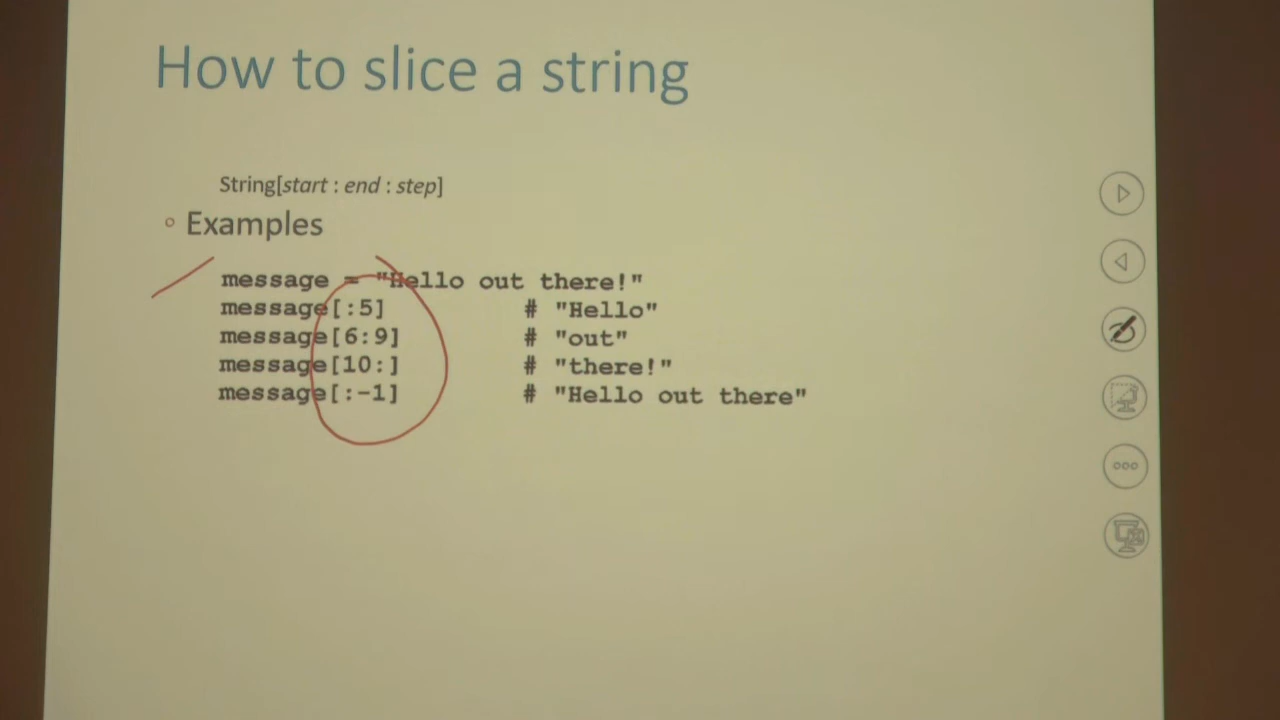 How to slice a string
String[start : end : step]
Examples
message = "Hello out there!"
message[:5] # "Hello"
message[6:9] # "out"
message[10:] # "there!"
message[:-1] # "Hello out there"